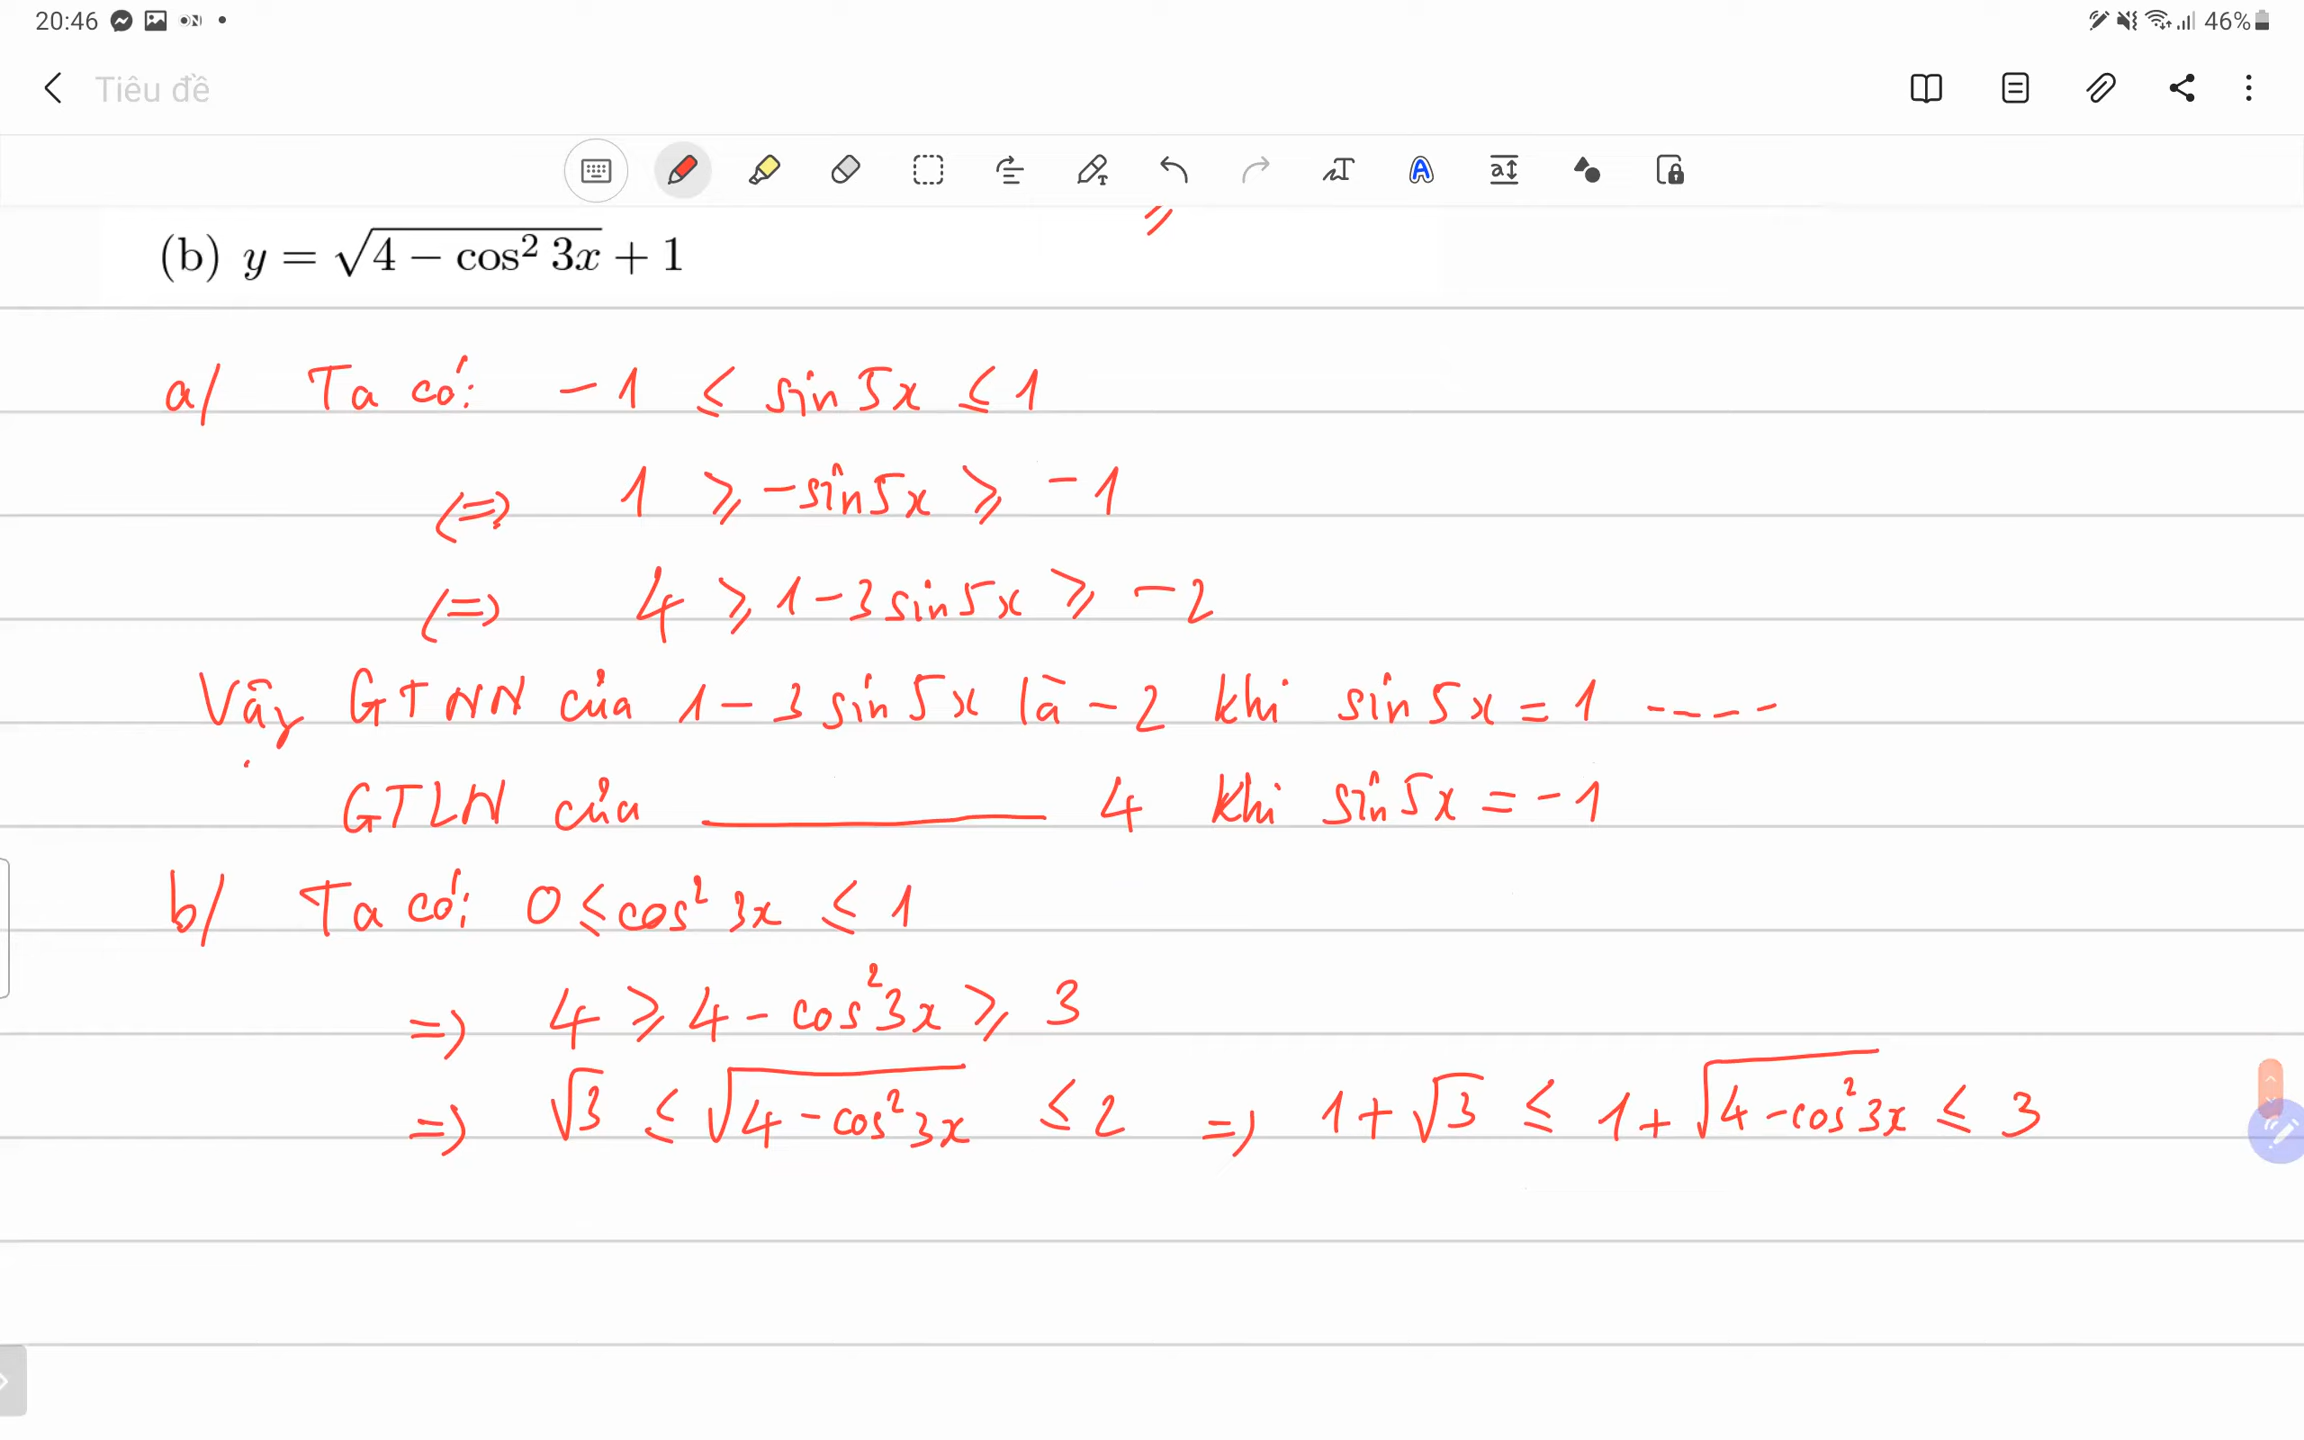 20:46 46%
Tiêu đề
(b) y = √(4 − cos² 3x) + 1
a/ Ta có: −1 ≤ sin5x ≤ 1
(=) 1 ⩾ −sin5x ⩾ −1
(=) 4 ⩾ 1−3sin5x ⩾ −2
Vậy GTNN của 1−3sin5x là −2 khi sin5x = 1 -----
GTLN của ______ 4 khi sin5x = −1
b/ Ta có: 0 ≤ cos² 3x ≤ 1
=) 4 ⩾ 4 − cos²3x ⩾ 3
=) √3 ≤ √(4−cos²3x) ≤ 2 =) 1+√3 ≤ 1+√(4−cos²3x) ≤ 3